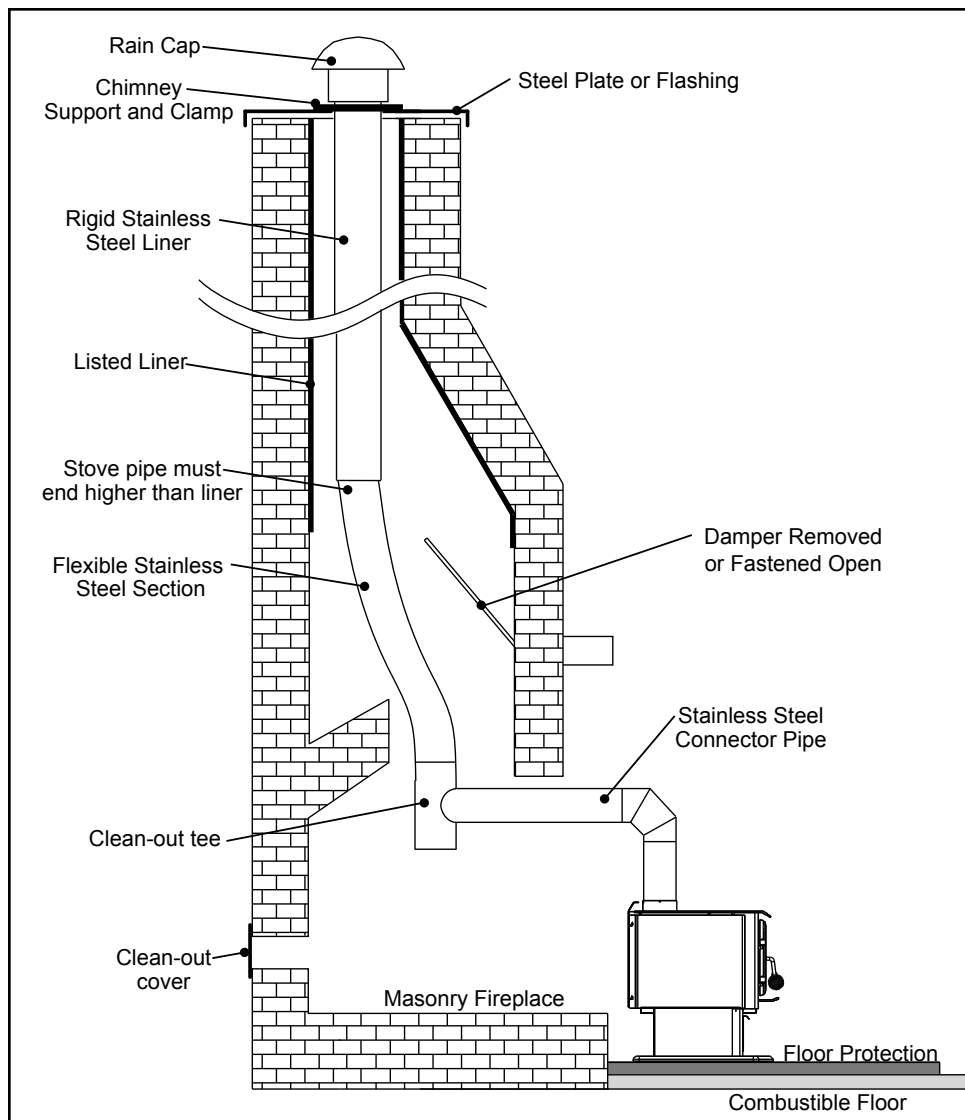 Rain Cap
Steel Plate or Flashing
Chimney
Support and Clamp
Rigid Stainless
Steel Liner
Listed Liner
Stove pipe must
end higher than liner
Damper Removed
or Fastened Open
Flexible Stainless
Steel Section
Stainless Steel
Connector Pipe
Clean-out tee
Clean-out
cover
Masonry Fireplace
Floor Protection
Combustible Floor